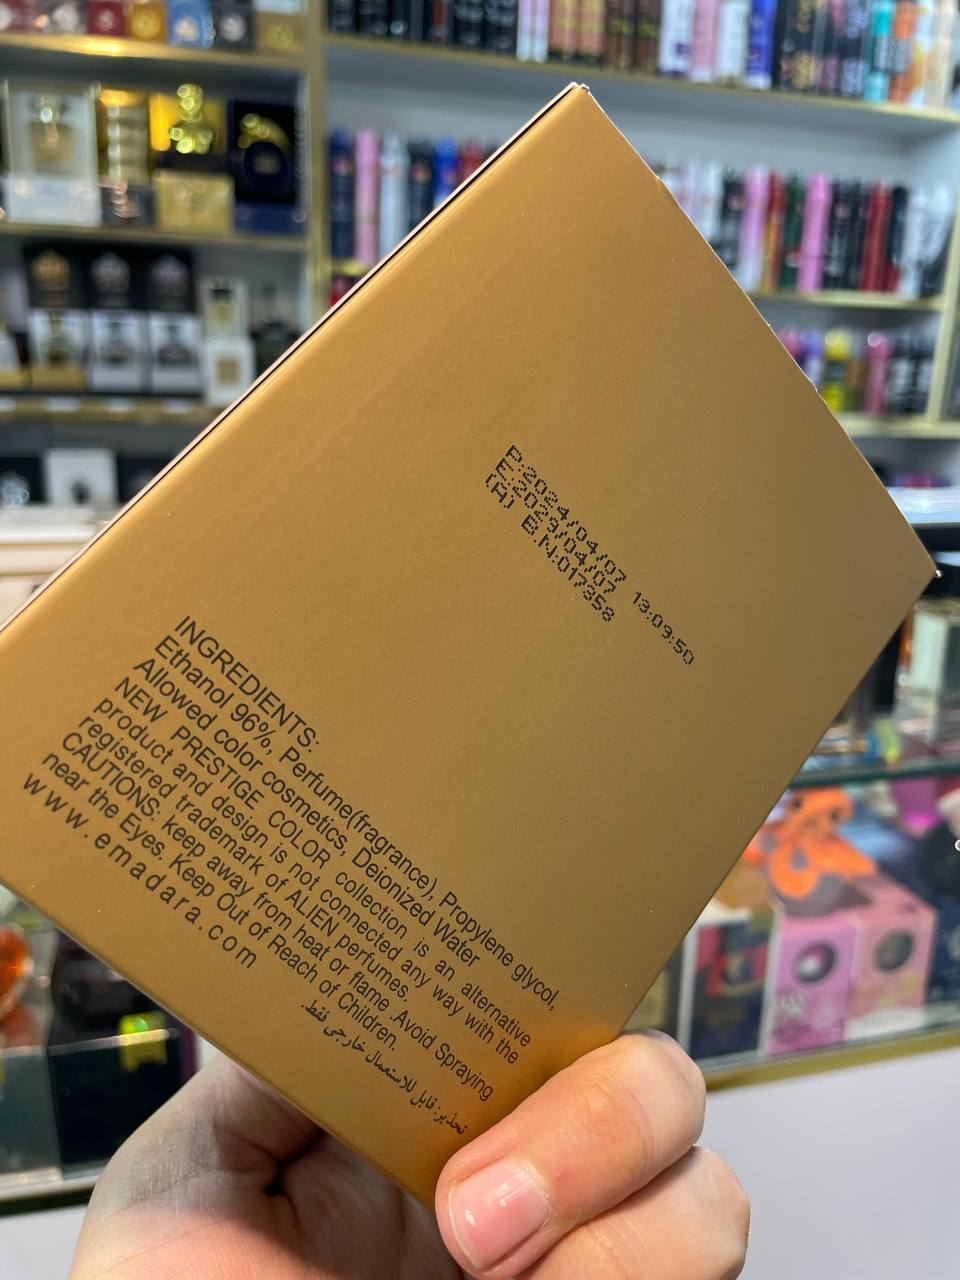 P:2024/04/07 13:09:50
E:2029/04/07
(A) B.N:017358
INGREDIENTS:
Ethanol 96%, Perfume(fragrance), Propylene glycol,
Allowed color cosmetics, Deionized Water
NEW PRESTIGE COLOR collection is an alternative
product and design is not connected any way with the
registered trademark of ALIEN perfumes.
CAUTIONS: keep away from heat or flame .Avoid Spraying
near the Eyes. Keep Out of Reach of Children.
www.emadara.com
تحذير: قابل للاستعمال خارجي فقط.